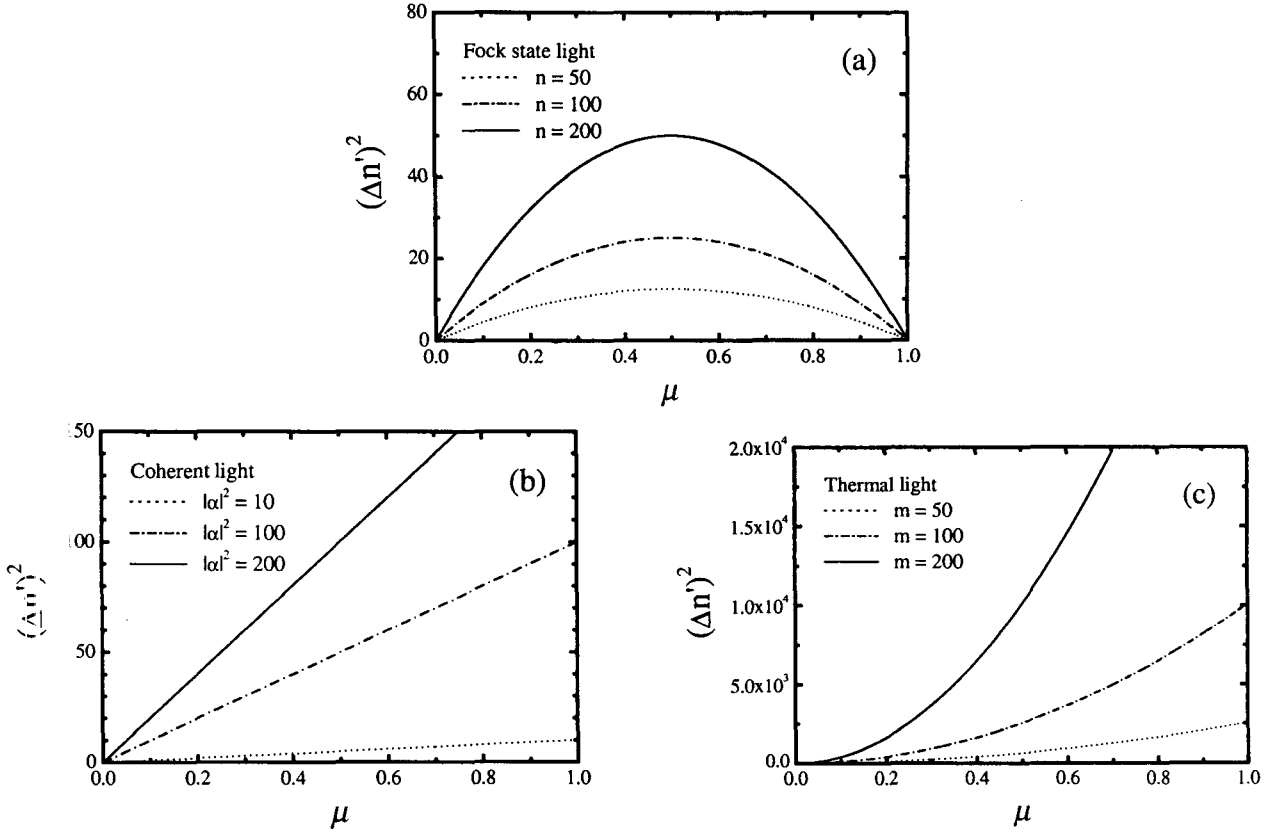 80
60
40
20
0
(Δn')²
Fock state light
n = 50
n = 100
n = 200
(a)
0.0 0.2 0.4 0.6 0.8 1.0
μ
50
00
50
0
(Δn')²
Coherent light
|α|² = 10
|α|² = 100
|α|² = 200
(b)
0.0 0.2 0.4 0.6 0.8 1.0
μ
2.0x10⁴
1.5x10⁴
1.0x10⁴
5.0x10³
0.0
(Δn')²
Thermal light
m = 50
m = 100
m = 200
(c)
0.0 0.2 0.4 0.6 0.8 1.0
μ